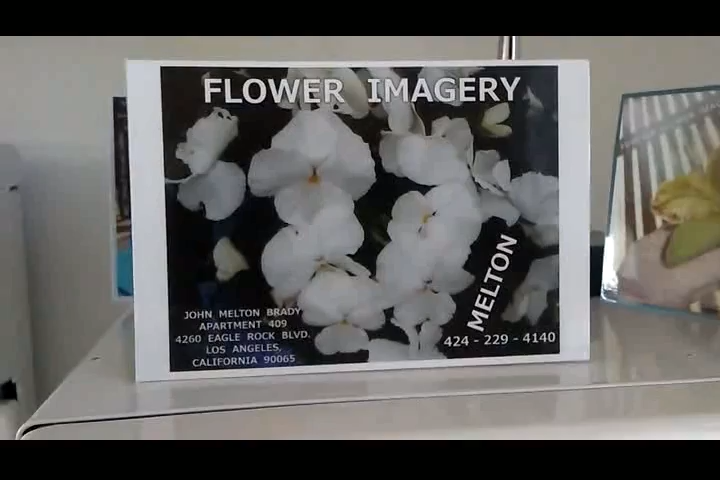 FLOWER IMAGERY
MELTON
JOHN MELTON BRADY
APARTMENT 409
4260 EAGLE ROCK BLVD.
LOS ANGELES,
CALIFORNIA 90065
424 - 229 - 4140